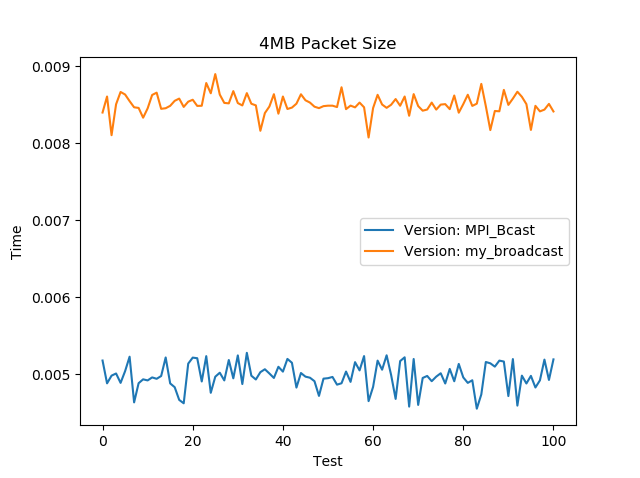 4MB Packet Size
0.009
0.008
0.007
0.006
0.005
Time
Version: MPI_Bcast
Version: my_broadcast
0
20
40
60
80
100
Test